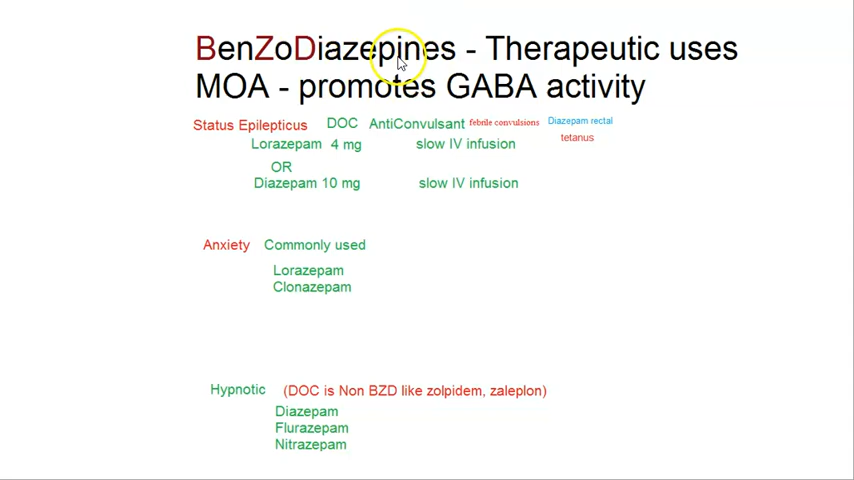 BenZoDiazepines - Therapeutic uses
MOA - promotes GABA activity
Status Epilepticus DOC AntiConvulsant febrile convulsions Diazepam rectal
tetanus
Lorazepam 4 mg slow IV infusion
OR
Diazepam 10 mg slow IV infusion
Anxiety Commonly used
Lorazepam
Clonazepam
Hypnotic (DOC is Non BZD like zolpidem, zaleplon)
Diazepam
Flurazepam
Nitrazepam